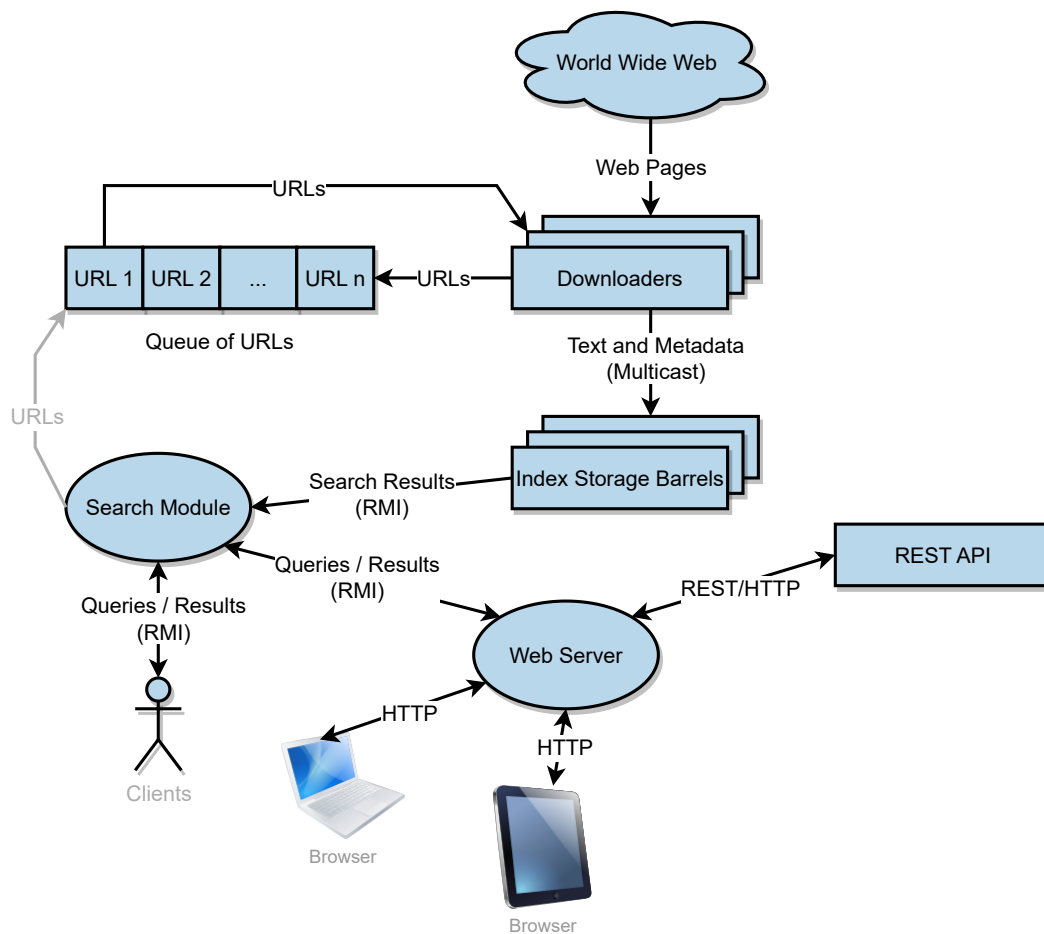 World Wide Web
Web Pages
URLs
URL 1
URL 2
...
URL n
URLs
Downloaders
Queue of URLs
Text and Metadata
(Multicast)
URLs
Search Module
Search Results
(RMI)
Index Storage Barrels
Queries / Results
(RMI)
REST API
REST/HTTP
Queries / Results
(RMI)
Web Server
HTTP
HTTP
Clients
Browser
Browser